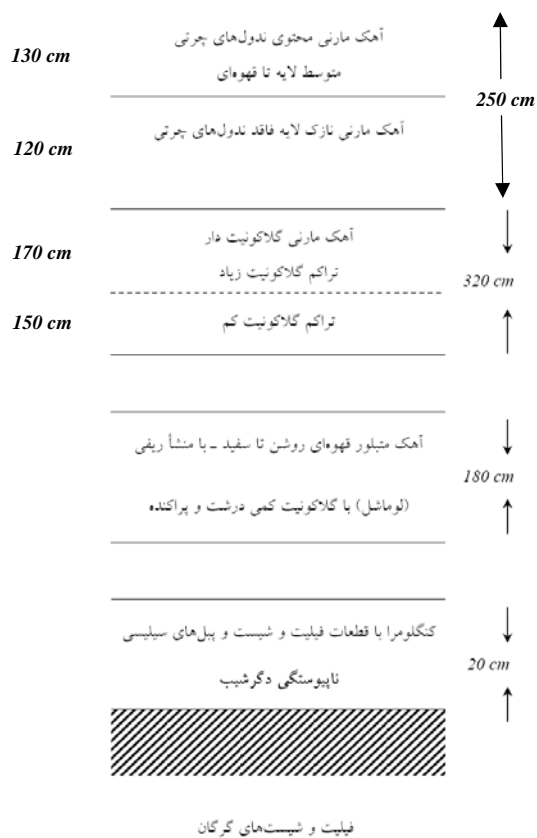 130 cm
آهک مارنی محتوی ندول‌های چرتی
متوسط لایه تا قهوه‌ای
250 cm
120 cm
آهک مارنی نازک لایه فاقد ندول‌های چرتی
170 cm
آهک مارنی گلاکونیت دار
تراکم گلاکونیت زیاد
320 cm
150 cm
تراکم گلاکونیت کم
آهک متبلور قهوه‌ای روشن تا سفید ـ با منشأ ریفی
180 cm
(لوماشل) با گلاکونیت کمی درشت و پراکنده
کنگلومرا با قطعات فیلیت و شیست و پبل‌های سیلیسی
20 cm
ناپیوستگی دگرشیب
فیلیت و شیست‌های گرگان